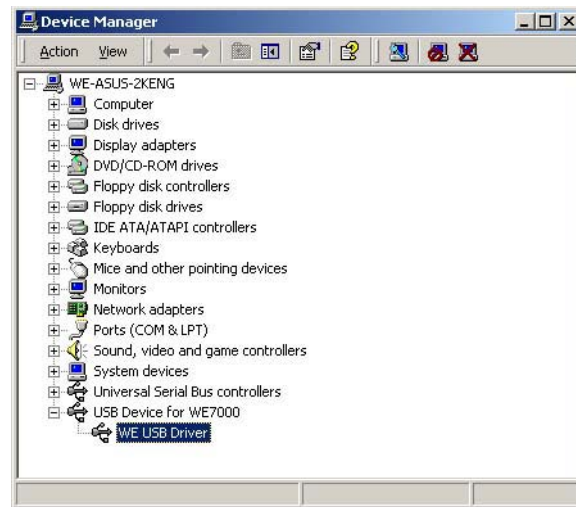 Device Manager
Action View
WE-ASUS-2KENG
Computer
Disk drives
Display adapters
DVD/CD-ROM drives
Floppy disk controllers
Floppy disk drives
IDE ATA/ATAPI controllers
Keyboards
Mice and other pointing devices
Monitors
Network adapters
Ports (COM & LPT)
Sound, video and game controllers
System devices
Universal Serial Bus controllers
USB Device for WE7000
WE USB Driver